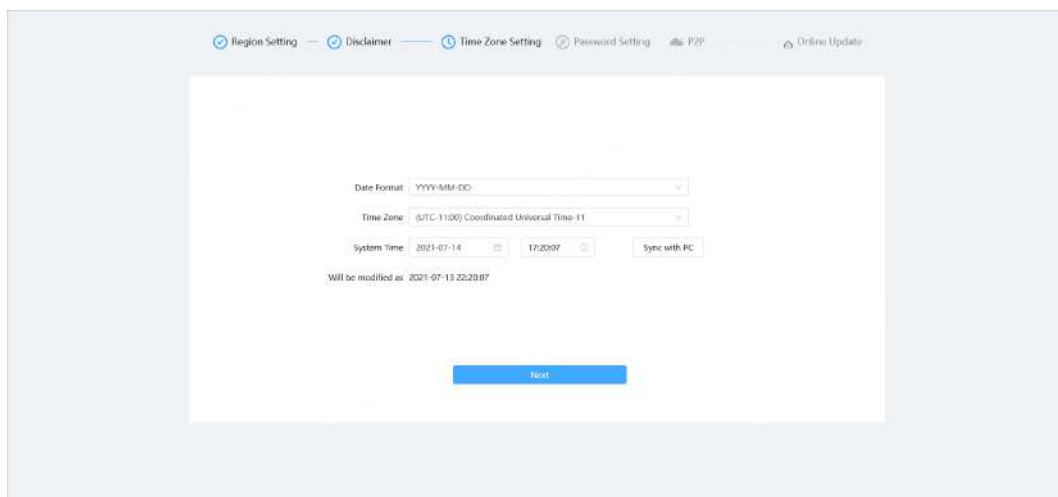 Region Setting Disclaimer Time Zone Setting Password Setting P2P Online Update
Date Format YYYY-MM-DD
Time Zone (UTC-11:00) Coordinated Universal Time-11
System Time 2021-07-14 17:20:07 Sync with PC
Will be modified as 2021-07-13 22:20:07
Next